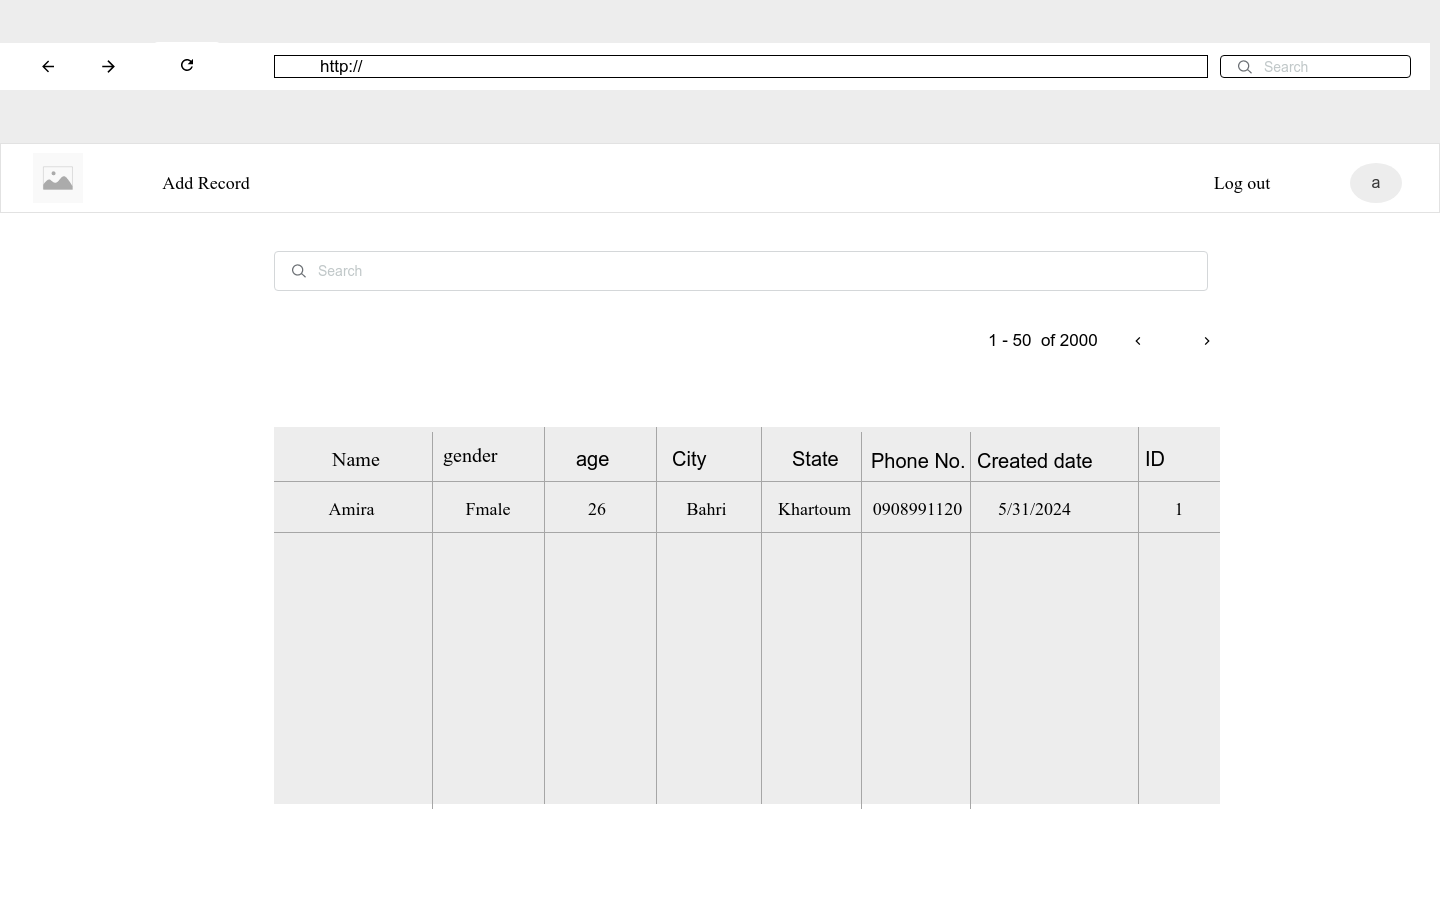 http://
Search
Add Record
Log out
a
Search
1 - 50 of 2000
Name gender age City State Phone No. Created date ID
Amira Fmale 26 Bahri Khartoum 0908991120 5/31/2024 1